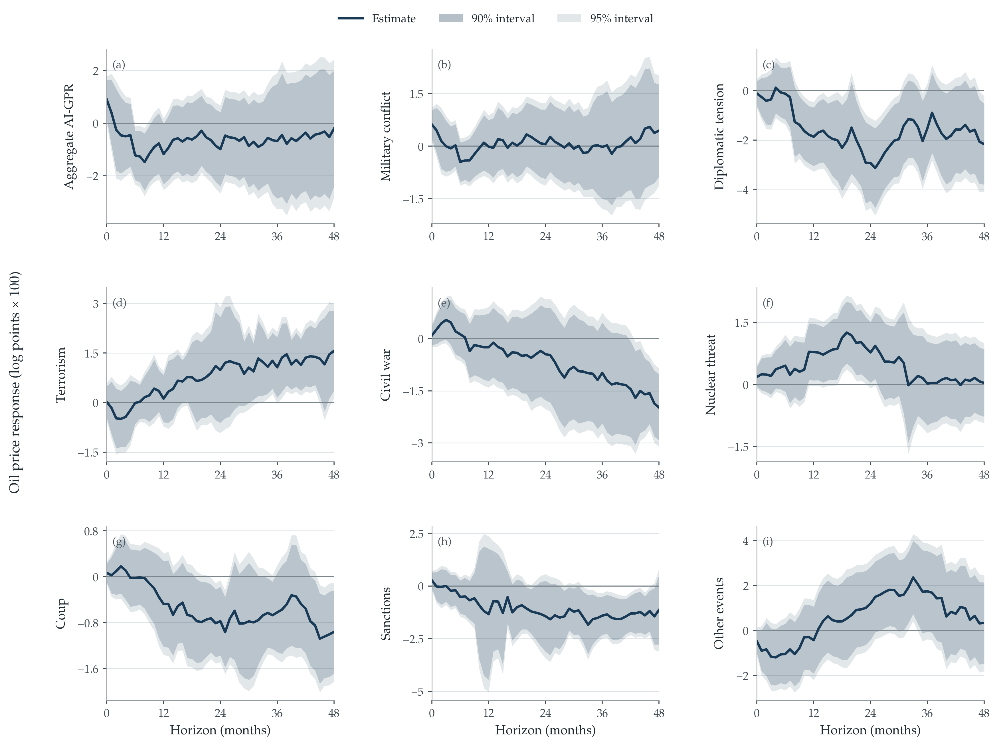 Estimate 90% interval 95% interval
Oil price response (log points × 100)
Aggregate AI-GPR
(a)
2
0
−2
0 12 24 36 48
Military conflict
(b)
1.5
0
−1.5
0 12 24 36 48
Diplomatic tension
(c)
0
−2
−4
0 12 24 36 48
Terrorism
(d)
3
1.5
0
−1.5
0 12 24 36 48
Civil war
(e)
0
−1.5
−3
0 12 24 36 48
Nuclear threat
(f)
1.5
0
−1.5
0 12 24 36 48
Coup
(g)
0.8
0
−0.8
−1.6
0 12 24 36 48
Horizon (months)
Sanctions
(h)
2.5
0
−2.5
−5
0 12 24 36 48
Horizon (months)
Other events
(i)
4
2
0
−2
0 12 24 36 48
Horizon (months)